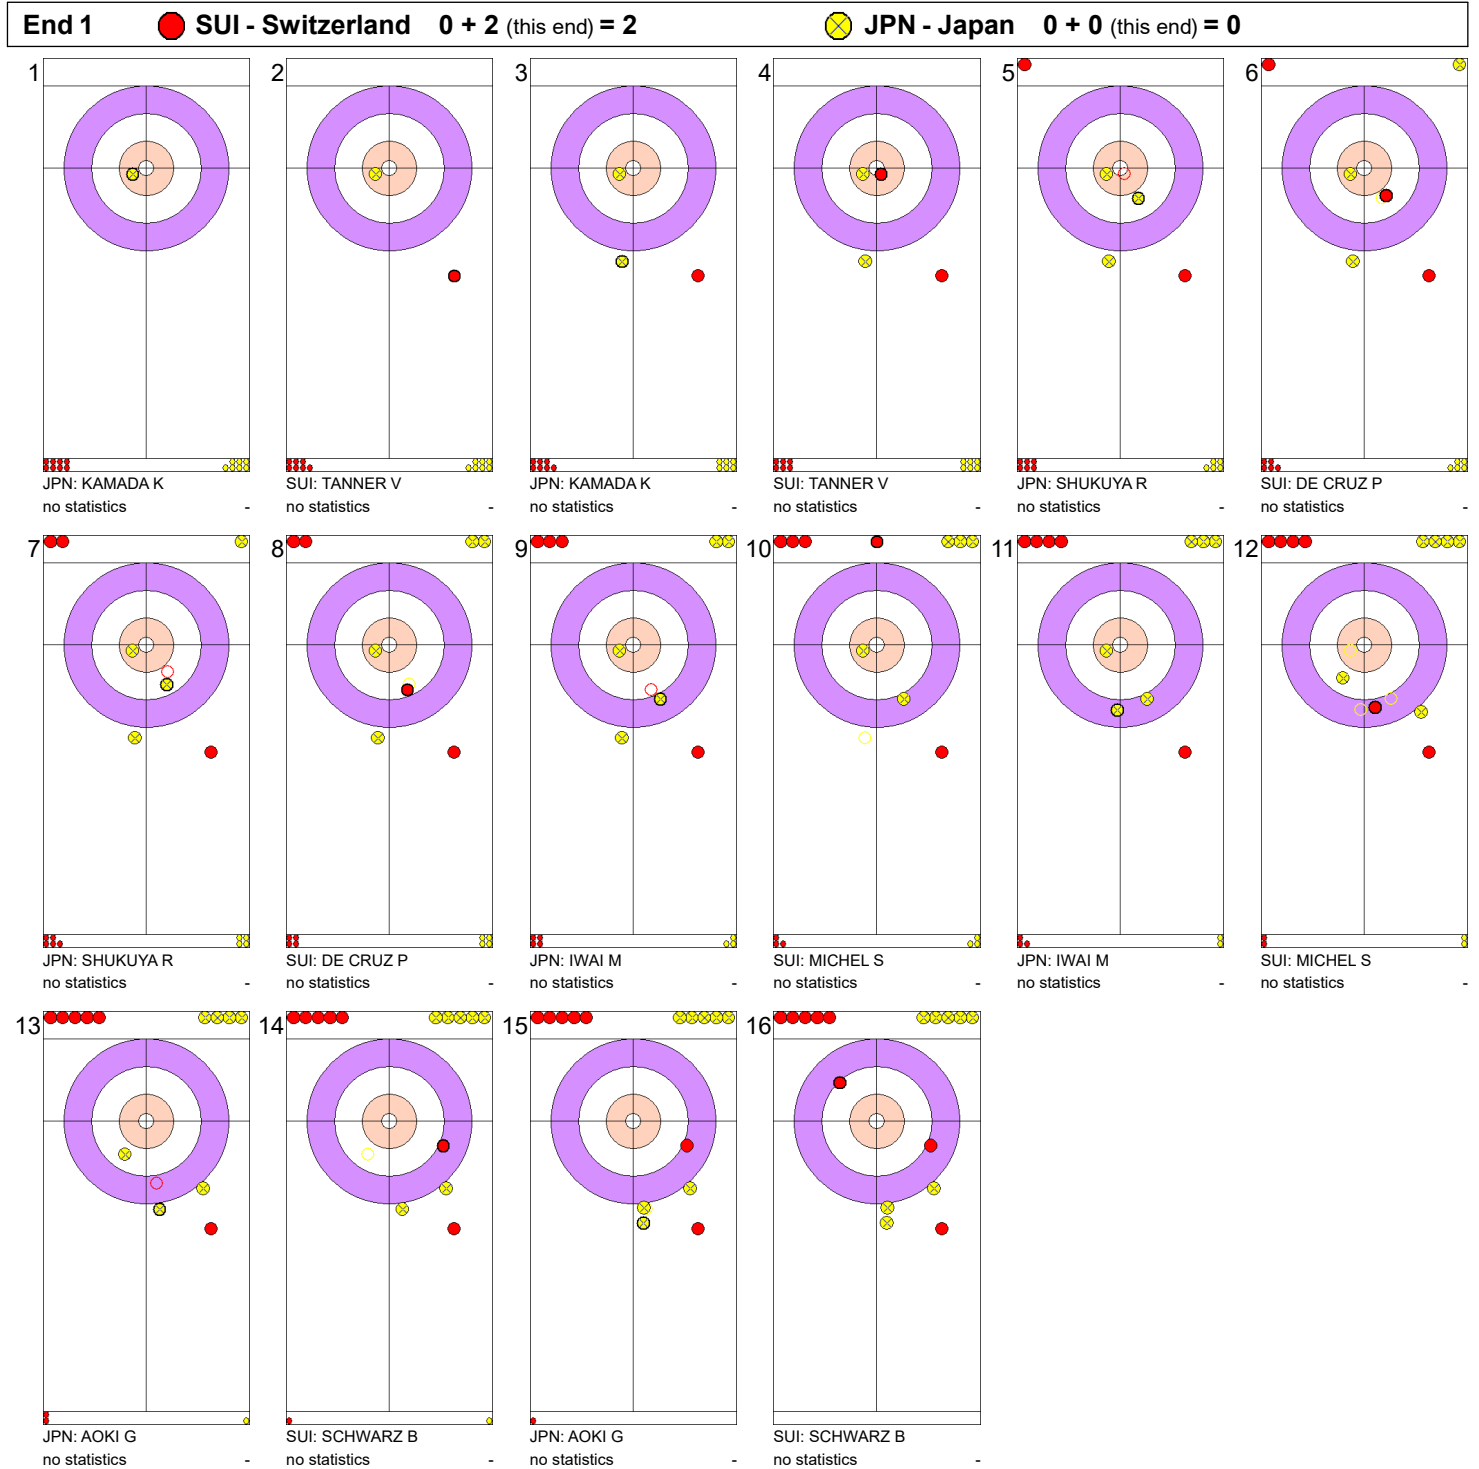 End 1 SUI - Switzerland 0 + 2 (this end) = 2 JPN - Japan 0 + 0 (this end) = 0
1 2 3 4 5 6
JPN: KAMADA K SUI: TANNER V JPN: KAMADA K SUI: TANNER V JPN: SHUKUYA R SUI: DE CRUZ P
no statistics - no statistics - no statistics - no statistics - no statistics - no statistics -
7 8 9 10 11 12
JPN: SHUKUYA R SUI: DE CRUZ P JPN: IWAI M SUI: MICHEL S JPN: IWAI M SUI: MICHEL S
no statistics - no statistics - no statistics - no statistics - no statistics - no statistics -
13 14 15 16
JPN: AOKI G SUI: SCHWARZ B JPN: AOKI G SUI: SCHWARZ B
no statistics - no statistics - no statistics - no statistics -